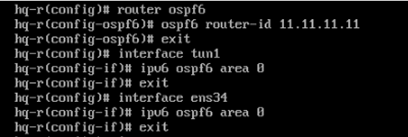 hq-r(config)# router ospf6
hq-r(config-ospf6)# ospf6 router-id 11.11.11.11
hq-r(config-ospf6)# exit
hq-r(config)# interface tun1
hq-r(config-if)# ipv6 ospf6 area 0
hq-r(config-if)# exit
hq-r(config)# interface ens34
hq-r(config-if)# ipv6 ospf6 area 0
hq-r(config-if)# exit